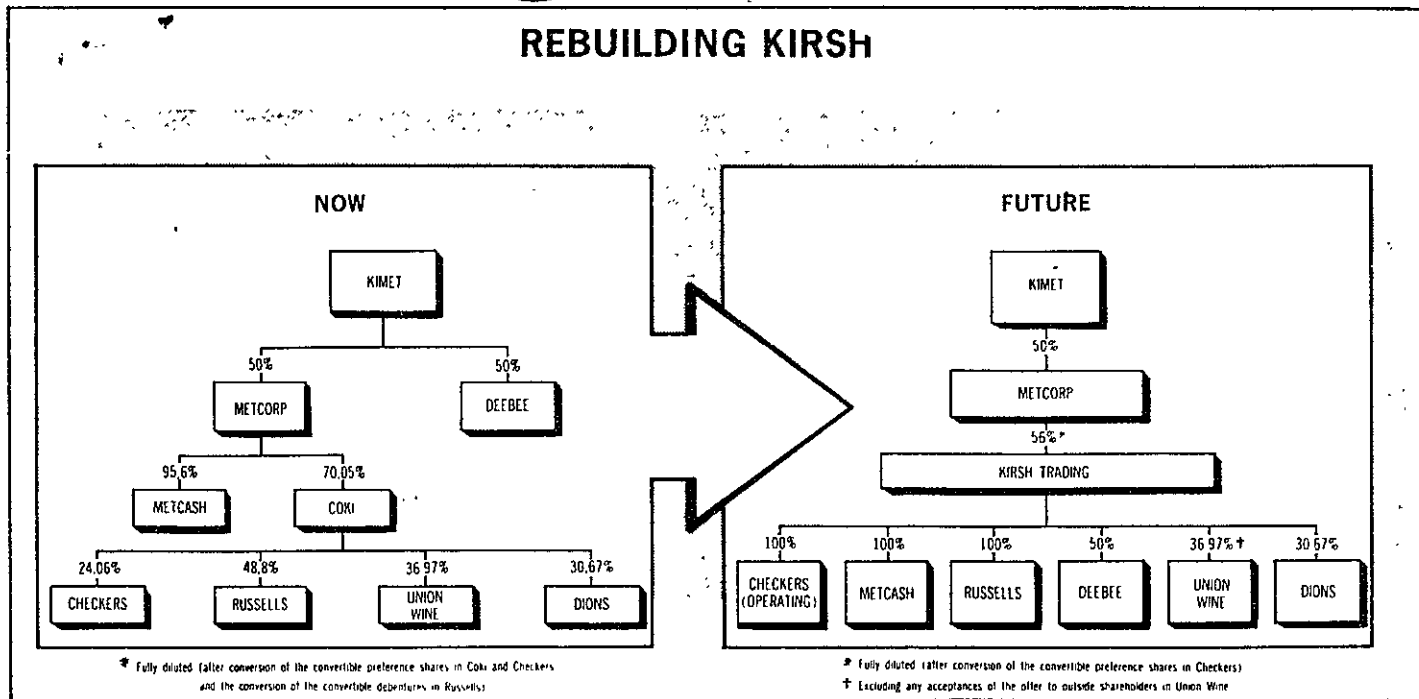 REBUILDING KIRSH
NOW
KIMET
50%
50%
METCORP
DEEBEE
95,6%
70,05%
METCASH
COKI
24.06%
48,8%
36 97%
30,67%
CHECKERS
RUSSELLS
UNION
WINE
DIONS
* Fully diluted (after conversion of the convertible preference shares in Coki and Checkers
and the conversion of the convertible debentures in Russells)
FUTURE
KIMET
50%
METCORP
56%*
KIRSH TRADING
100%
100%
100%
50%
36 97% †
30 67%
CHECKERS
(OPERATING)
METCASH
RUSSELLS
DEEBEE
UNION
WINE
DIONS
* Fully diluted (after conversion of the convertible preference shares in Checkers)
† Excluding any acceptances of the offer to outside shareholders in Union Wine